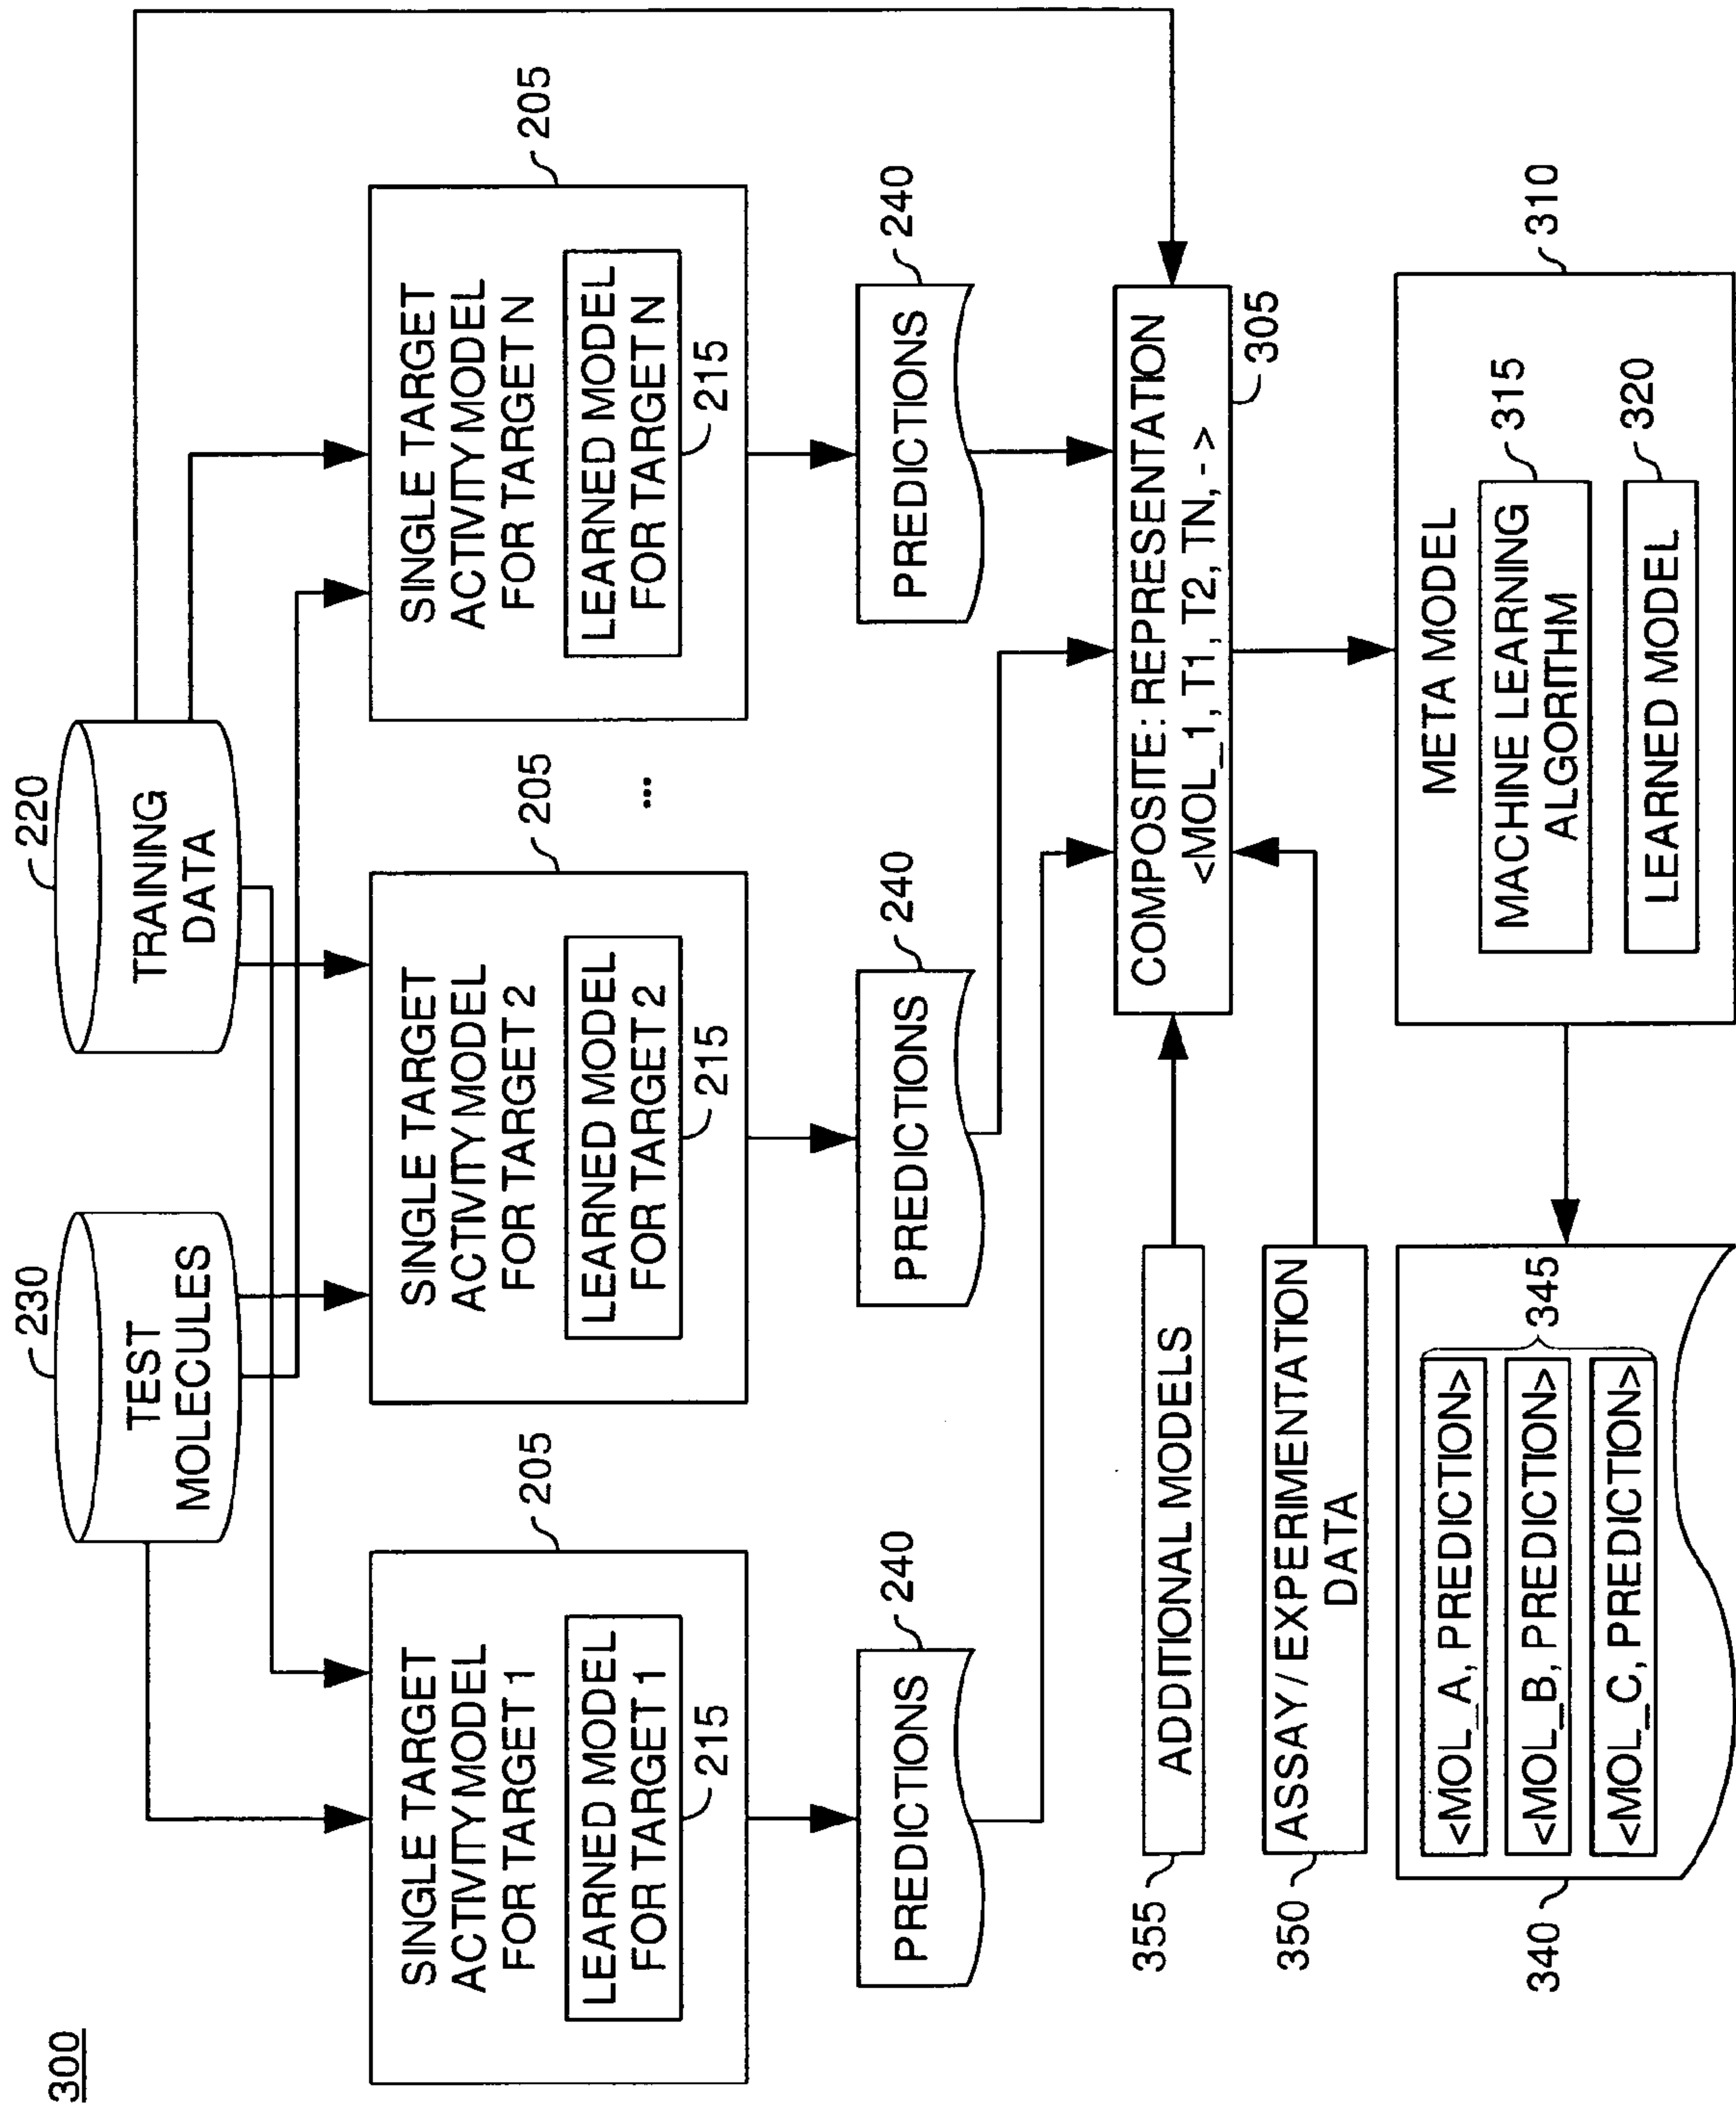 300
230
TEST
MOLECULES
220
TRAINING
DATA
205
SINGLE TARGET
ACTIVITY MODEL
FOR TARGET 1
LEARNED MODEL
FOR TARGET 1
215
205
SINGLE TARGET
ACTIVITY MODEL
FOR TARGET 2
LEARNED MODEL
FOR TARGET 2
215
...
205
SINGLE TARGET
ACTIVITY MODEL
FOR TARGET N
LEARNED MODEL
FOR TARGET N
215
240
PREDICTIONS
240
PREDICTIONS
240
PREDICTIONS
355
ADDITIONAL MODELS
COMPOSITE: REPRESENTATION
<MOL_1, T1, T2, TN, - >
305
350
ASSAY / EXPERIMENTATION
DATA
340
<MOL_A, PREDICTION>
<MOL_B, PREDICTION>
<MOL_C, PREDICTION>
345
310
META MODEL
MACHINE LEARNING
ALGORITHM
315
LEARNED MODEL
320